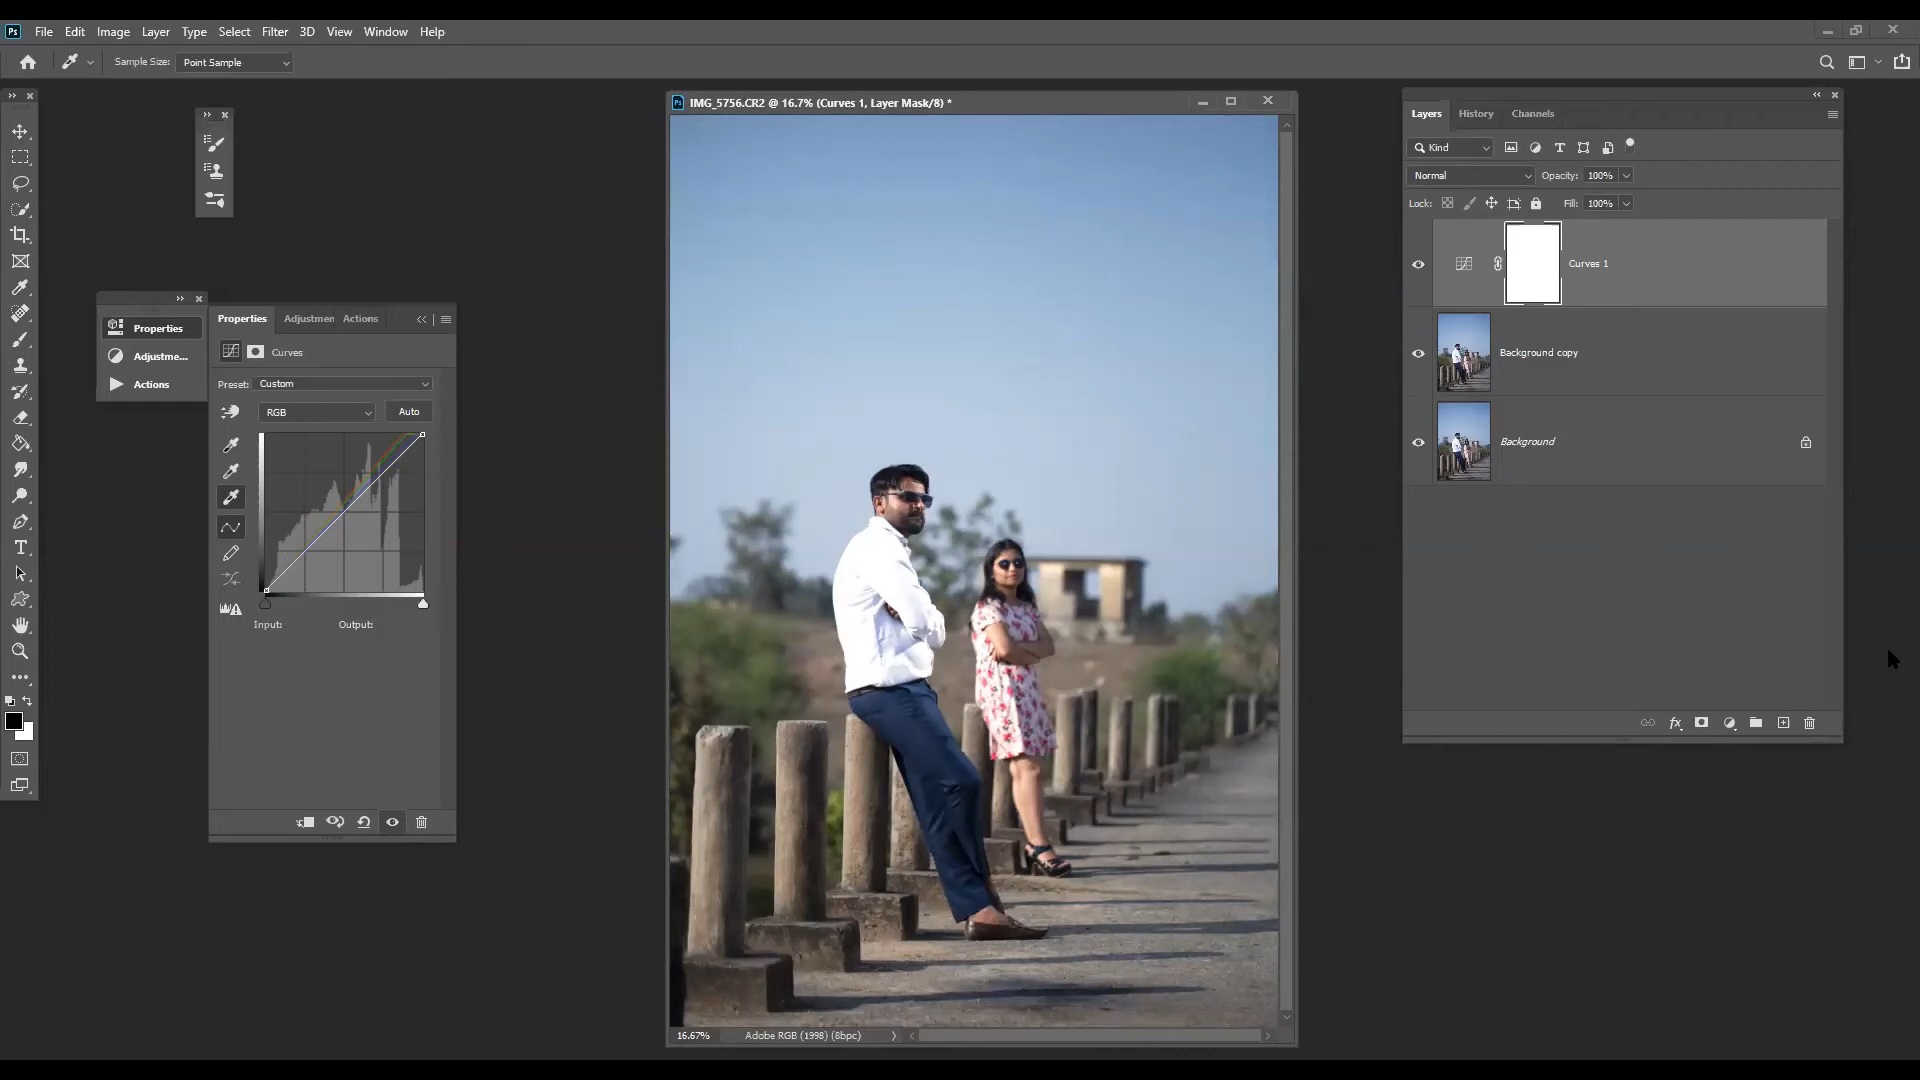 Ps File Edit Image Layer Type Select Filter 3D View Window Help
Sample Size: Point Sample
Ps IMG_5756.CR2 @ 16.7% (Curves 1, Layer Mask/8) *
Layers History Channels
Kind
Normal Opacity: 100%
Lock: Fill: 100%
Curves 1
Background copy
Background
fx
Properties
Adjustme...
Actions
Properties Adjustmen Actions
Curves
Preset: Custom
RGB Auto
Input: Output:
16.67% Adobe RGB (1998) (8bpc)